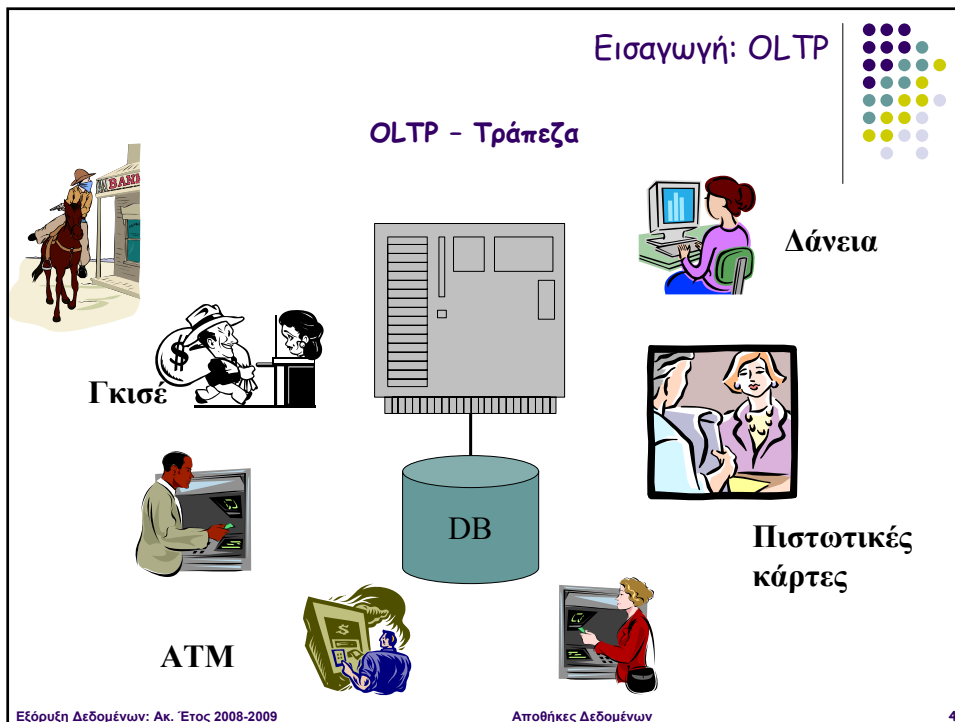 Εισαγωγή: OLTP
OLTP – Τράπεζα
BANK
Δάνεια
$
Γκισέ
DB
Πιστωτικές
κάρτες
$
ATM
Εξόρυξη Δεδομένων: Ακ. Έτος 2008-2009 Αποθήκες Δεδομένων 4